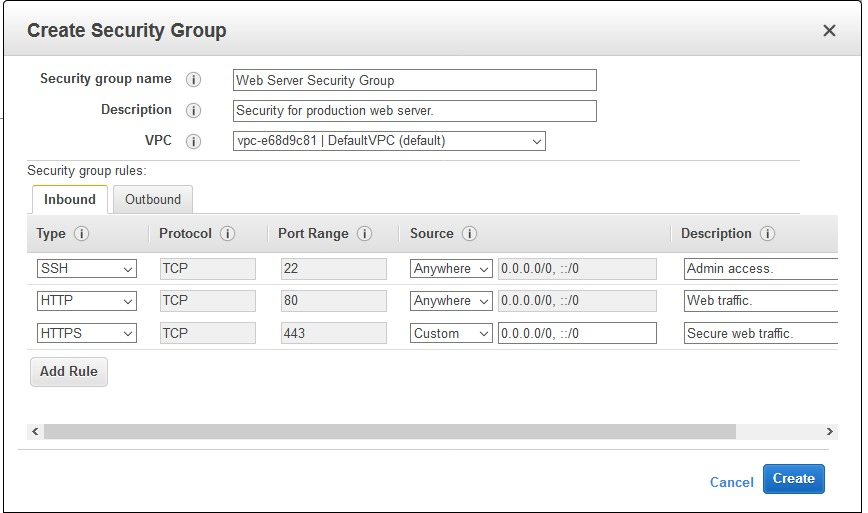 Create Security Group
Security group name i Web Server Security Group
Description i Security for production web server.
VPC i vpc-e68d9c81 | DefaultVPC (default)
Security group rules:
Inbound Outbound
Type i Protocol i Port Range i Source i Description i
SSH TCP 22 Anywhere 0.0.0.0/0, ::/0 Admin access.
HTTP TCP 80 Anywhere 0.0.0.0/0, ::/0 Web traffic.
HTTPS TCP 443 Custom 0.0.0.0/0, ::/0 Secure web traffic.
Add Rule
Cancel Create